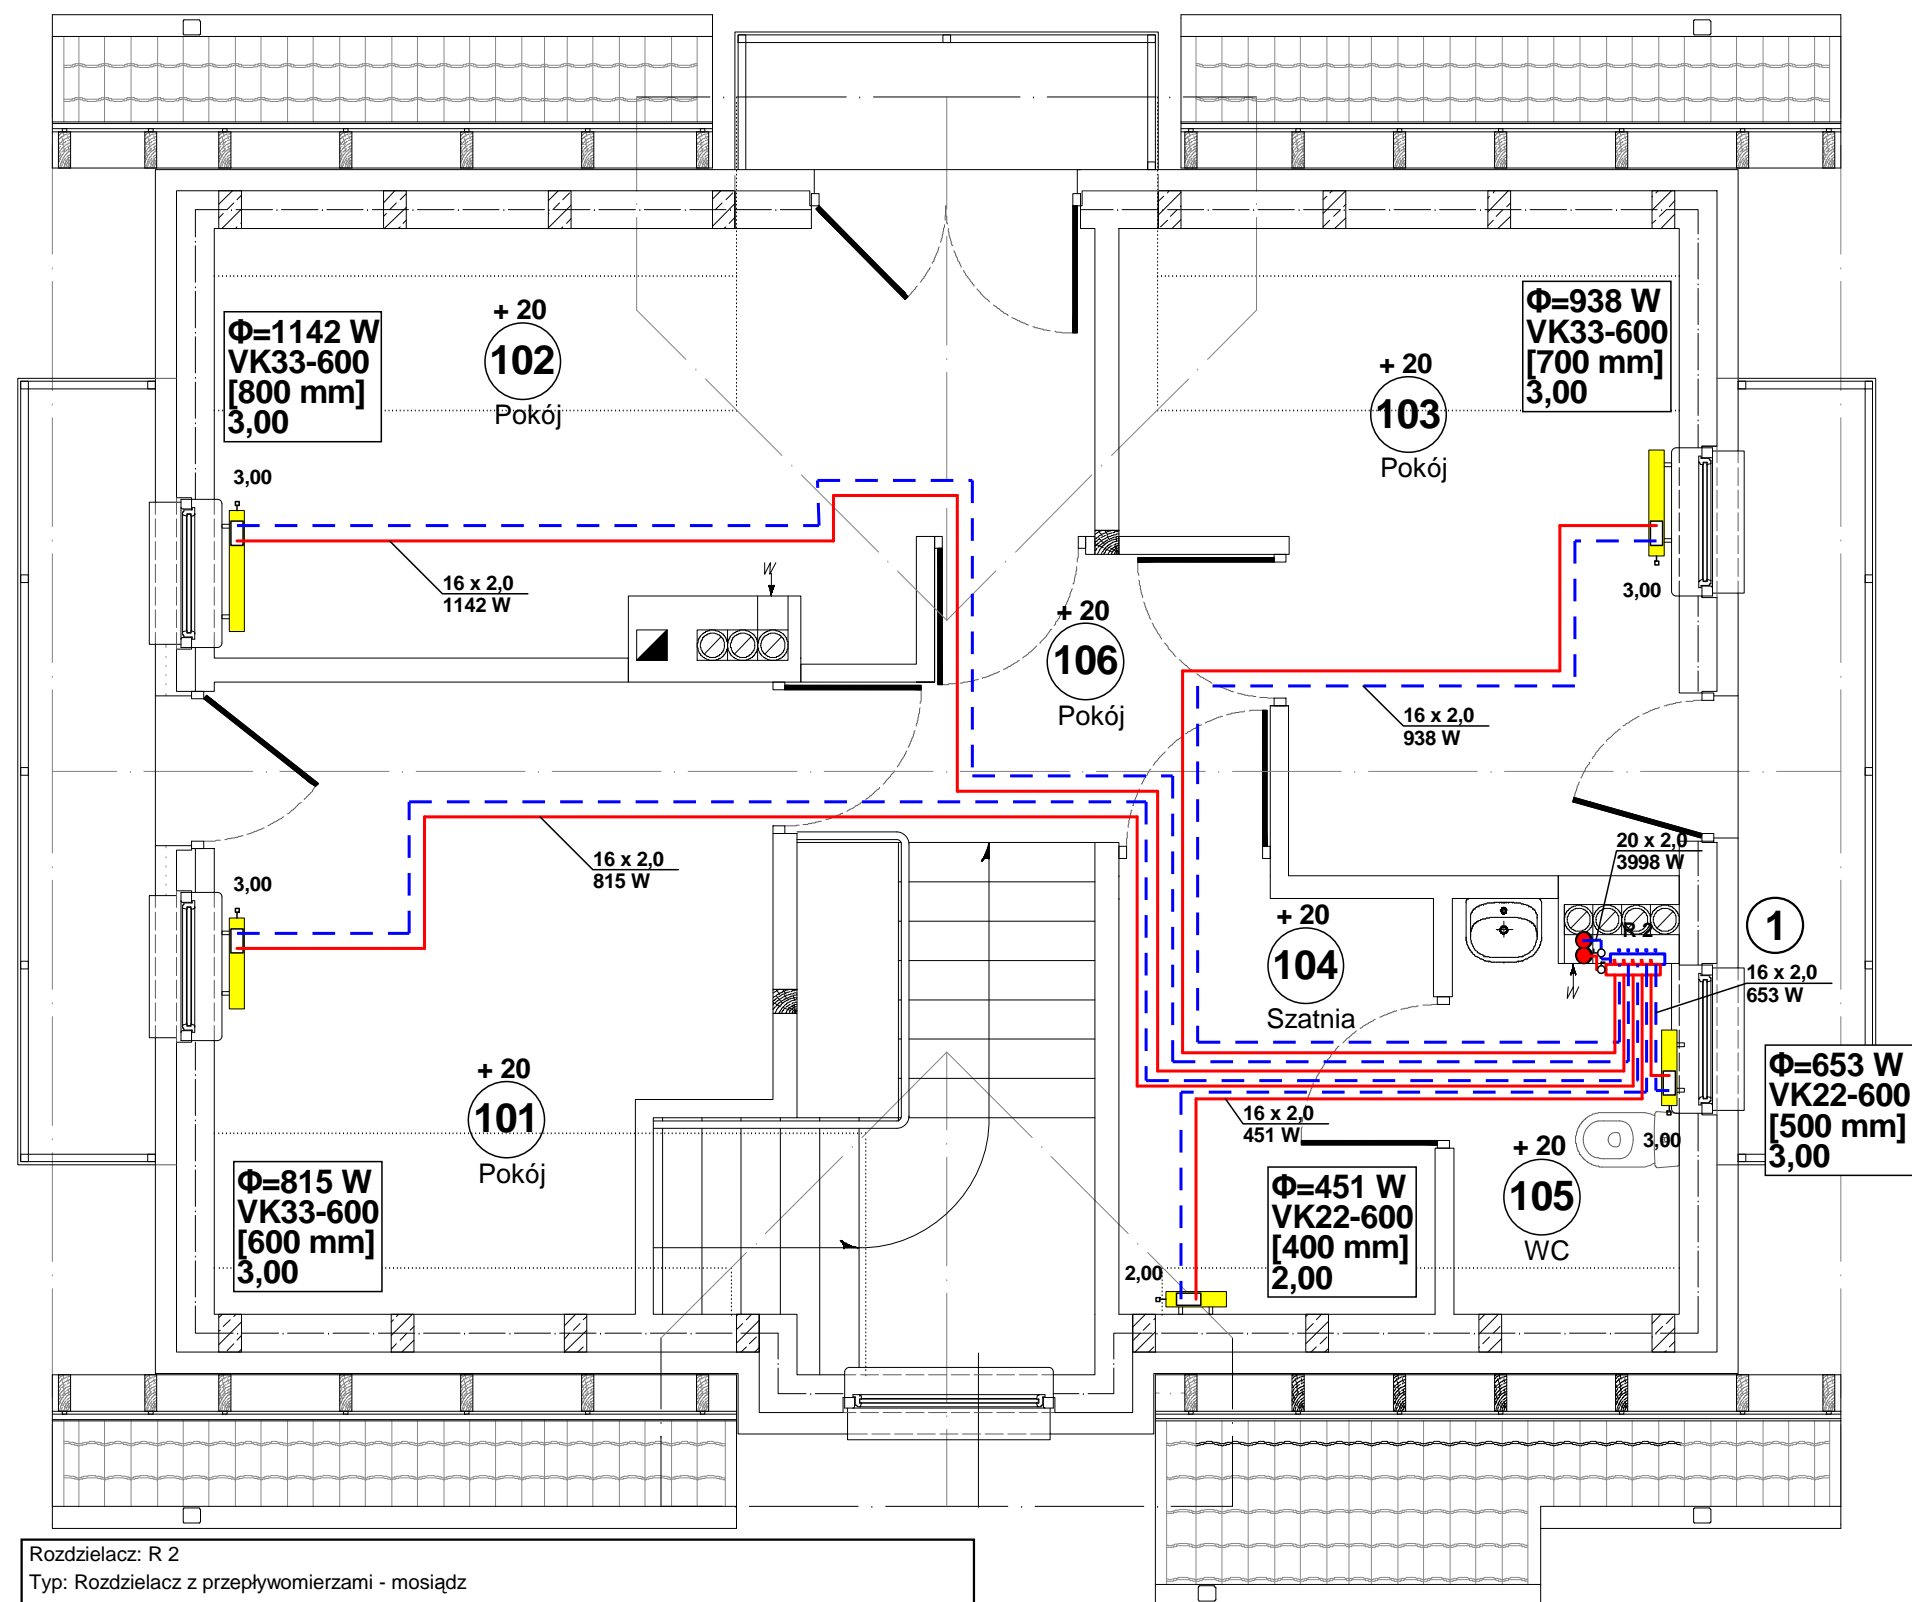 Φ=1142 W
VK33-600
[800 mm]
3,00
+ 20
102
Pokój
3,00
16 x 2,0
1142 W
W
Φ=938 W
VK33-600
[700 mm]
3,00
+ 20
103
Pokój
3,00
16 x 2,0
938 W
+ 20
106
Pokój
16 x 2,0
815 W
3,00
+ 20
101
Pokój
Φ=815 W
VK33-600
[600 mm]
3,00
20 x 2,0
3998 W
R 2
W
1
16 x 2,0
653 W
+ 20
104
Szatnia
Φ=653 W
VK22-600
[500 mm]
3,00
3,00
16 x 2,0
451 W
+ 20
105
WC
Φ=451 W
VK22-600
[400 mm]
2,00
2,00
Rozdzielacz: R 2
Typ: Rozdzielacz z przepływomierzami - mosiądz